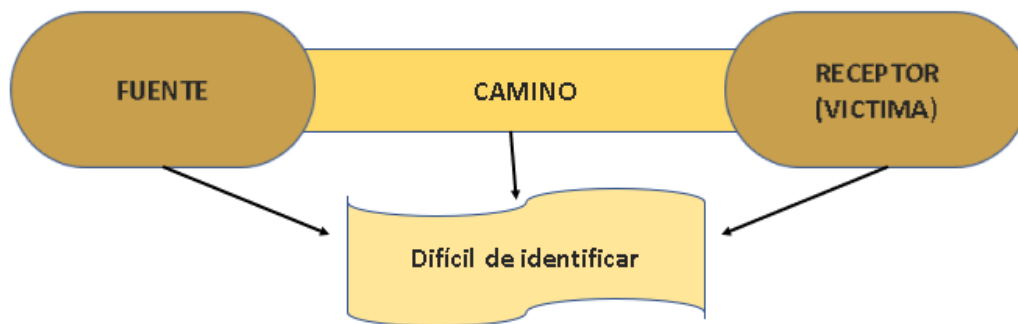 FUENTE
CAMINO
RECEPTOR
(VICTIMA)
Difícil de identificar